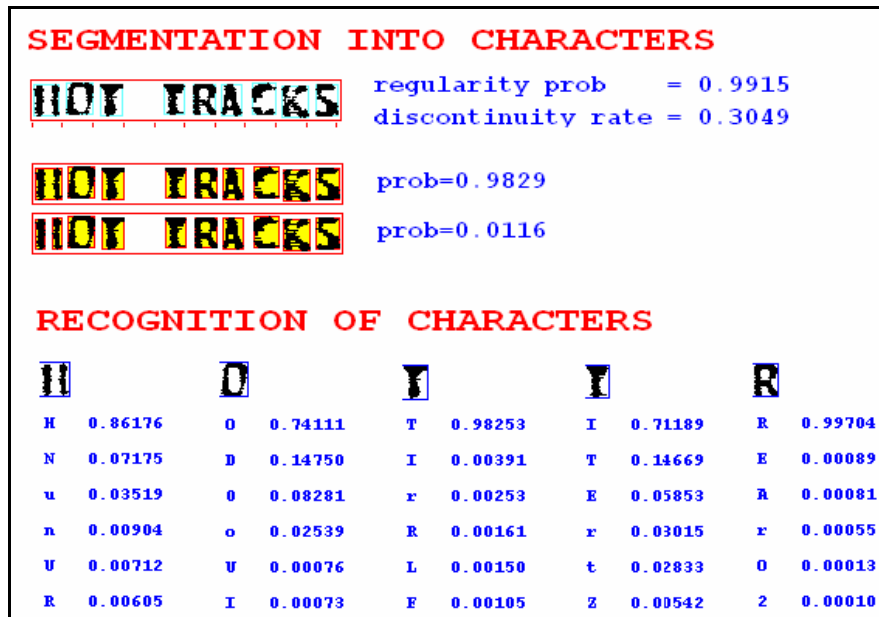 SEGMENTATION INTO CHARACTERS
HOT TRACKS regularity prob = 0.9915
discontinuity rate = 0.3049
HOT TRACKS prob=0.9829
HOT TRACKS prob=0.0116
RECOGNITION OF CHARACTERS
H O T T R
H 0.86176 O 0.74111 T 0.98253 I 0.71189 R 0.99704
N 0.07175 D 0.14750 I 0.00391 T 0.14669 E 0.00089
u 0.03519 0 0.08281 r 0.00253 E 0.05853 A 0.00081
n 0.00904 o 0.02539 R 0.00161 r 0.03015 r 0.00055
U 0.00712 U 0.00076 L 0.00150 t 0.02833 O 0.00013
R 0.00605 I 0.00073 F 0.00105 Z 0.00542 2 0.00010